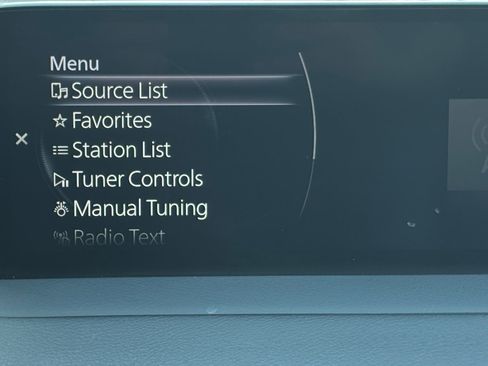 Menu
Source List
Favorites
Station List
Tuner Controls
Manual Tuning
Radio Text